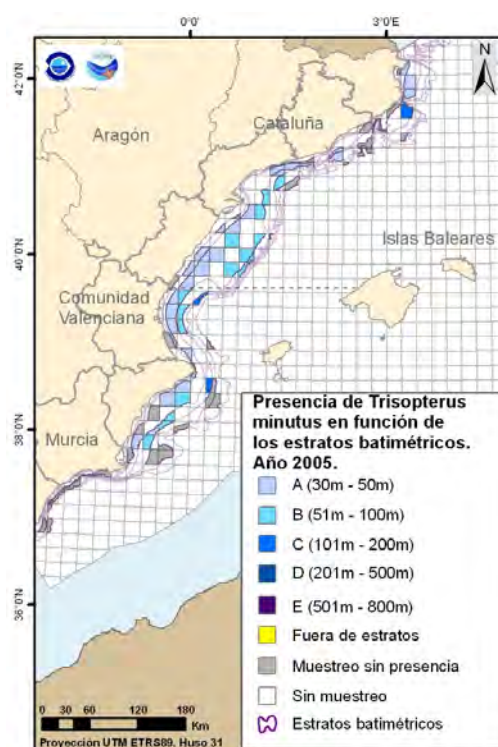 0°0'
3°0'E
42°0'N
N
Aragón
Cataluña
40°0'N
Islas Baleares
Comunidad
Valenciana
38°0'N
Murcia
36°0'N
Presencia de Trisopterus
minutus en función de
los estratos batimétricos.
Año 2005.
A (30m - 50m)
B (51m - 100m)
C (101m - 200m)
D (201m - 500m)
E (501m - 800m)
Fuera de estratos
Muestreo sin presencia
Sin muestreo
Estratos batimétricos
0 30 60 120 180
Km
Proyección UTM ETRS89. Huso 31